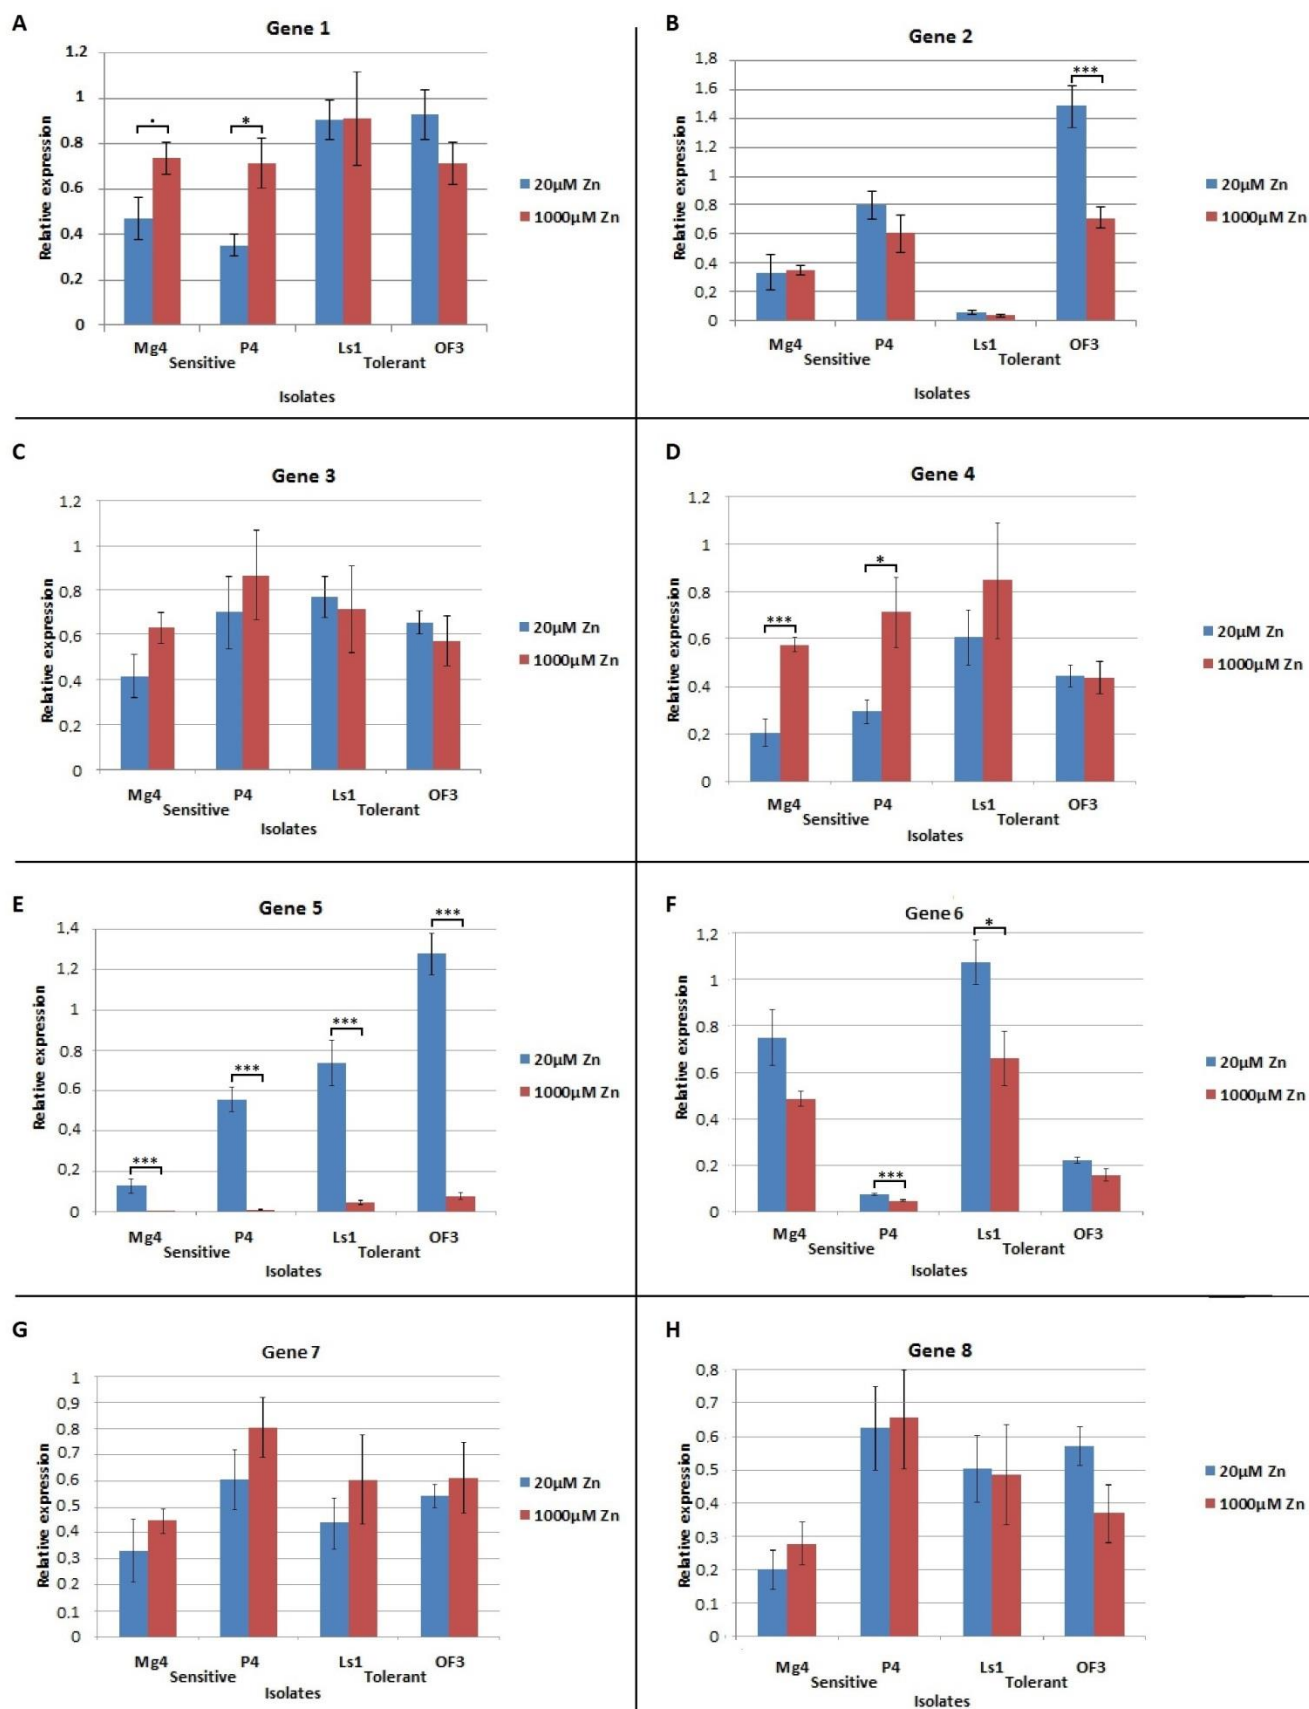 A
Gene 1
1.2
1
0.8
0.6
0.4
0.2
0
Relative expression
.
*
Mg4 P4 Ls1 OF3
Sensitive Tolerant
Isolates
20µM Zn
1000µM Zn
B
Gene 2
1,8
1,6
1,4
1,2
1
0,8
0,6
0,4
0,2
0
Relative expression
***
Mg4 P4 Ls1 OF3
Sensitive Tolerant
Isolates
20µM Zn
1000µM Zn
C
Gene 3
1,2
1
0,8
0,6
0,4
0,2
0
Relative expression
Mg4 P4 Ls1 OF3
Sensitive Tolerant
Isolates
20µM Zn
1000µM Zn
D
Gene 4
1,2
1
0,8
0,6
0,4
0,2
0
Relative expression
***
*
Mg4 P4 Ls1 OF3
Sensitive Tolerant
Isolates
20µM Zn
1000µM Zn
E
Gene 5
1,4
1,2
1
0,8
0,6
0,4
0,2
0
Relative expression
***
***
***
***
Mg4 P4 Ls1 OF3
Sensitive Tolerant
Isolates
20µM Zn
1000µM Zn
F
Gene 6
1,2
1
0,8
0,6
0,4
0,2
0
Relative expression
***
*
Mg4 P4 Ls1 OF3
Sensitive Tolerant
Isolates
20µM Zn
1000µM Zn
G
Gene 7
1
0,9
0,8
0,7
0.6
0.5
0.4
0.3
0.2
0.1
0
Relative expression
Mg4 P4 Ls1 OF3
Sensitive Tolerant
Isolates
20µM Zn
1000µM Zn
H
Gene 8
0,8
0,7
0,6
0,5
0,4
0,3
0,2
0,1
0
Relative expression
Mg4 P4 Ls1 OF3
Sensitive Tolerant
Isolates
20µM Zn
1000µM Zn